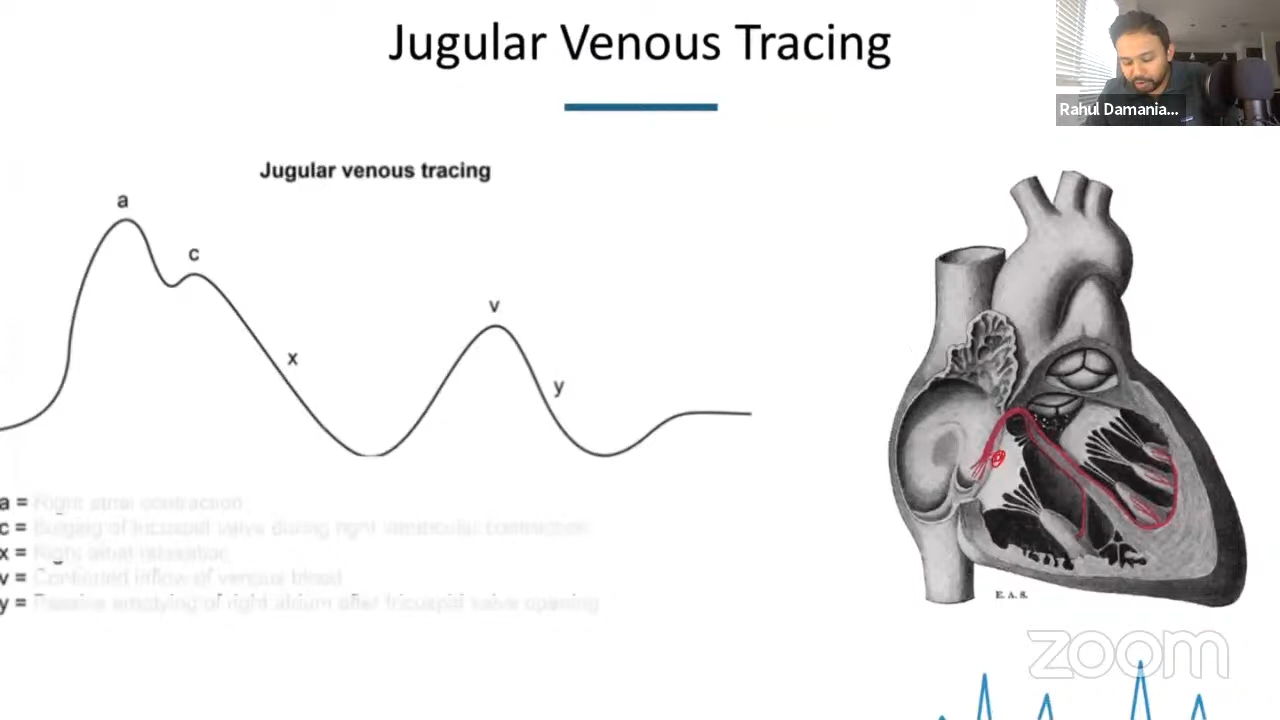 Jugular Venous Tracing
Rahul Damania...
Jugular venous tracing
a
c
v
x
y
a = Right atrial contraction
c = Bulging of tricuspid valve during right ventricular contraction
x = Right atrial relaxation
v = Continued inflow of venous blood
y = Passive emptying of right atrium after tricuspid valve opening
E. A. S.
zoom